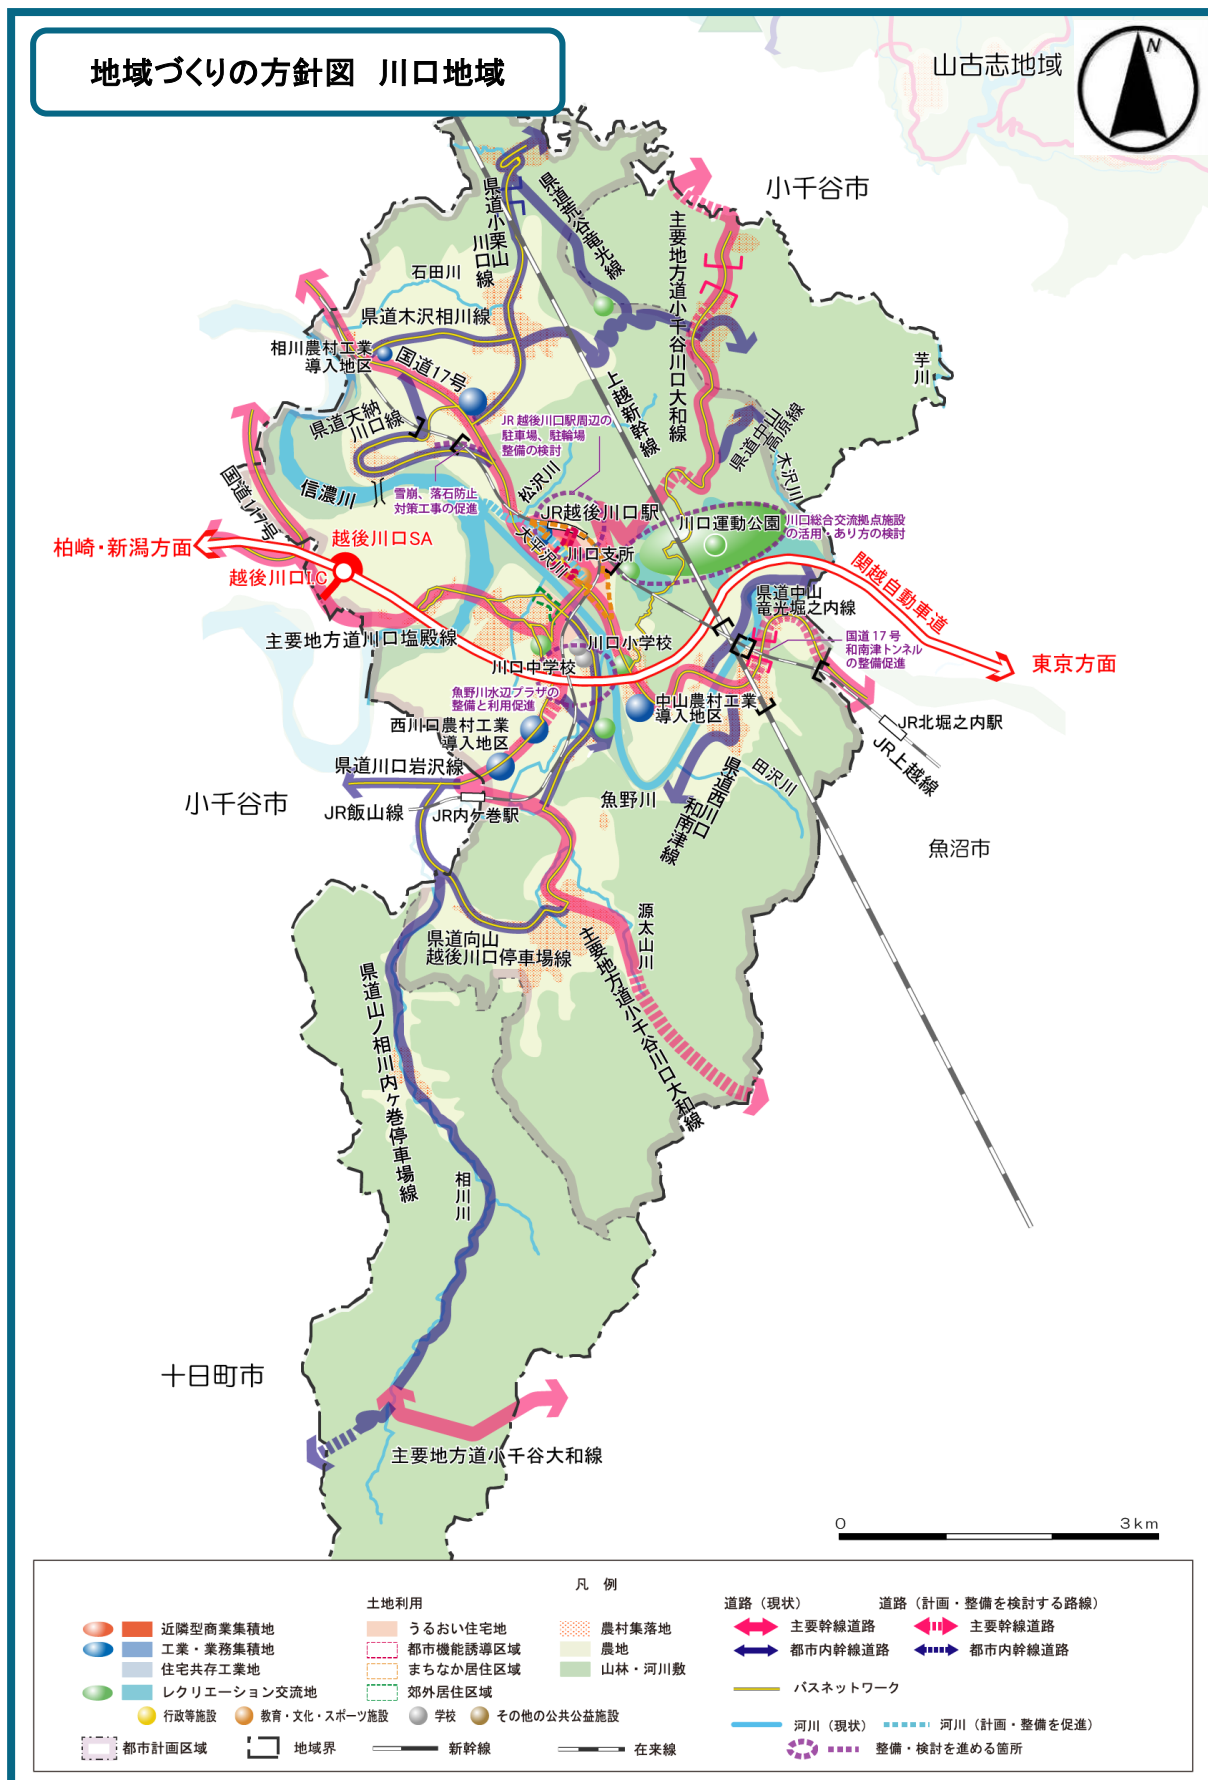 地域づくりの方針図　川口地域
山古志地域
N
小千谷市
県道小栗山
川口線
県道荒谷竜光線
主要地方道小千谷川口大和線
石田川
県道木沢相川線
相川農村工業
導入地区
国道17号
芋川
上越新幹線
県道天納
川口線
JR越後川口駅周辺の
駐車場、駐輪場
整備の検討
県道中山
高原線
木沢川
国道117号
信濃川
雪崩、落石防止
対策工事の促進
松沢川
JR越後川口駅
川口運動公園
川口総合交流拠点施設
の活用・あり方の検討
柏崎・新潟方面
越後川口SA
大平沢川
川口支所
越後川口I.C
関越自動車道
県道中山
竜光堀之内線
主要地方道川口塩殿線
川口小学校
国道17号
和南津トンネル
の整備促進
東京方面
川口中学校
魚野川水辺プラザの
整備と利用促進
中山農村工業
導入地区
西川口農村工業
導入地区
JR北堀之内駅
JR上越線
県道川口岩沢線
田沢川
小千谷市
JR飯山線
JR内ケ巻駅
魚野川
県道西川口
和南津線
魚沼市
県道向山
越後川口停車場線
源太山川
主要地方道小千谷川口大和線
県道山ノ相川内ヶ巻停車場線
相川川
十日町市
主要地方道小千谷大和線
0
3km
凡　例
土地利用
道路（現状）
道路（計画・整備を検討する路線）
近隣型商業集積地
うるおい住宅地
農村集落地
主要幹線道路
主要幹線道路
工業・業務集積地
都市機能誘導区域
農地
都市内幹線道路
都市内幹線道路
住宅共存工業地
まちなか居住区域
山林・河川敷
レクリエーション交流地
郊外居住区域
バスネットワーク
行政等施設
教育・文化・スポーツ施設
学校
その他の公共公益施設
河川（現状）
河川（計画・整備を促進）
都市計画区域
地域界
新幹線
在来線
整備・検討を進める箇所